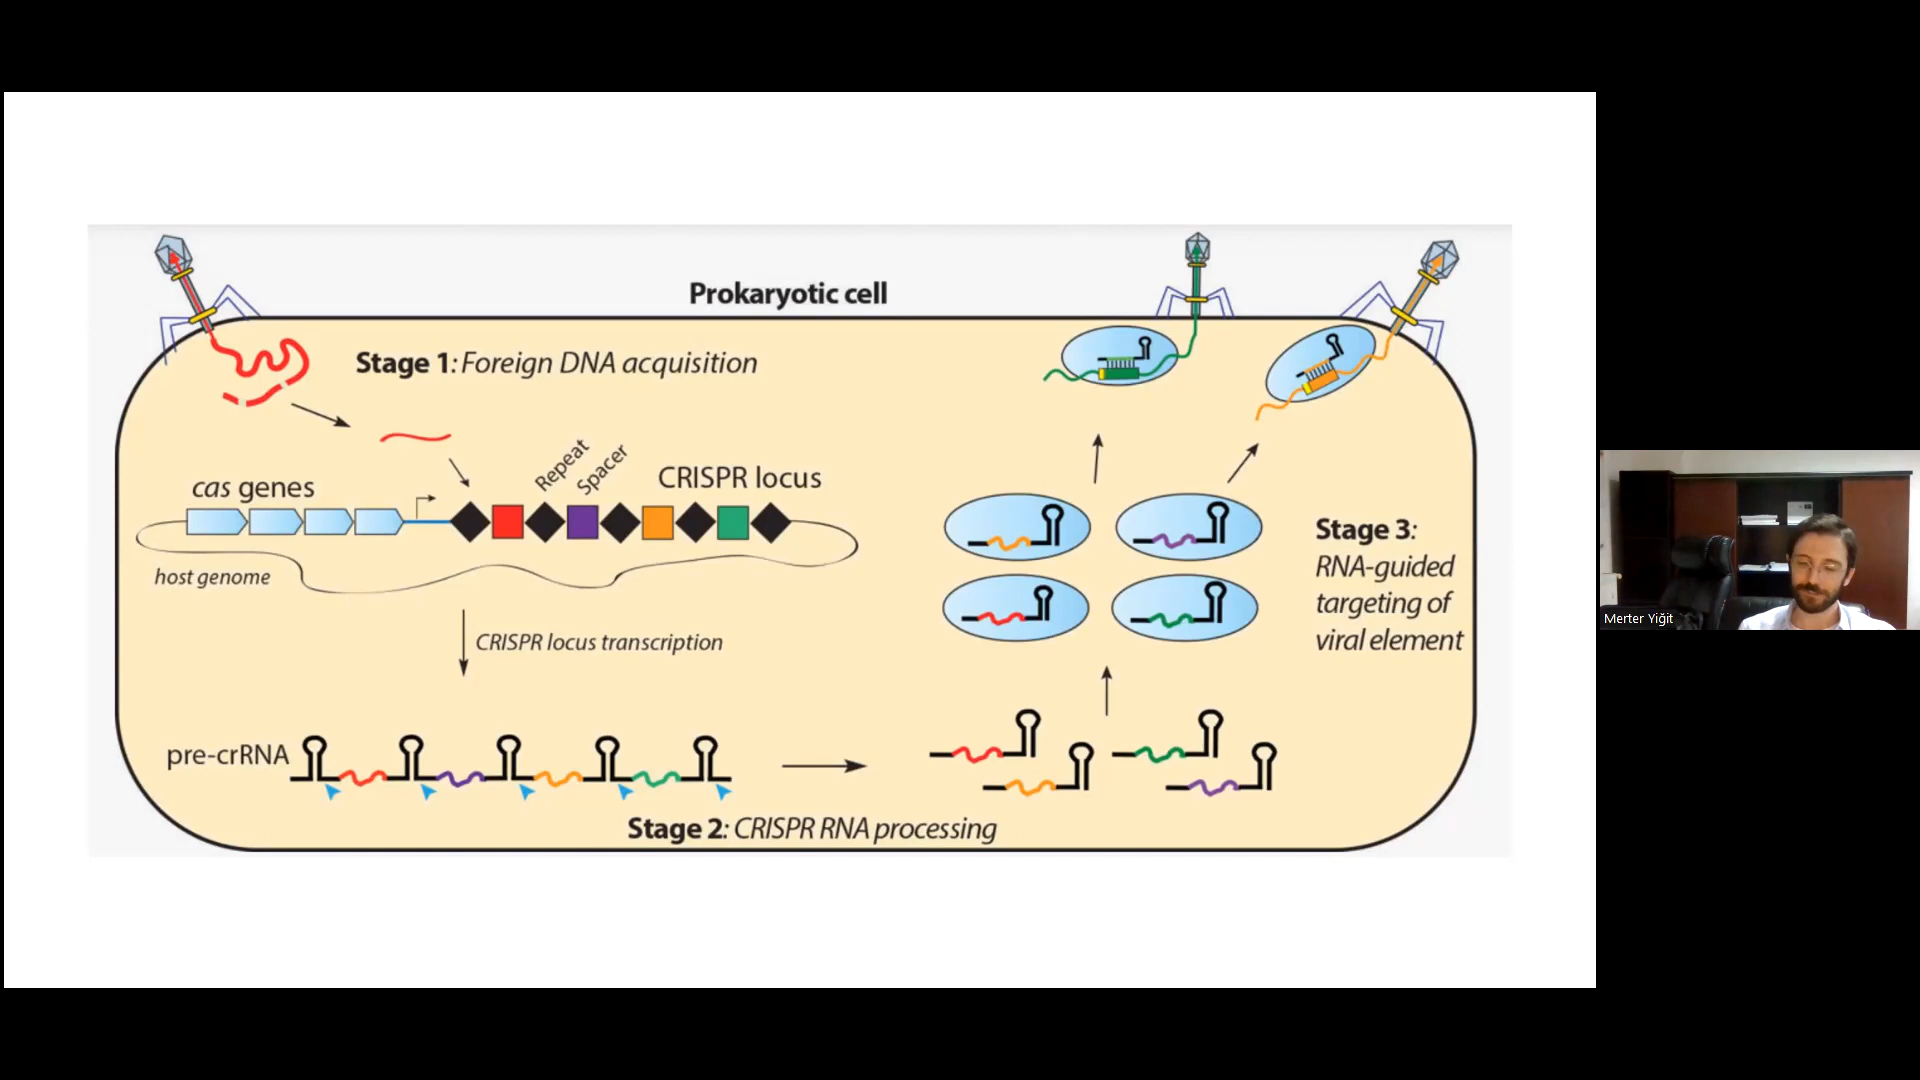 Prokaryotic cell
Stage 1: Foreign DNA acquisition
Repeat
Spacer
CRISPR locus
cas genes
host genome
CRISPR locus transcription
pre-crRNA
Stage 2: CRISPR RNA processing
Stage 3:
RNA-guided
targeting of
viral element
Merter Yiğit